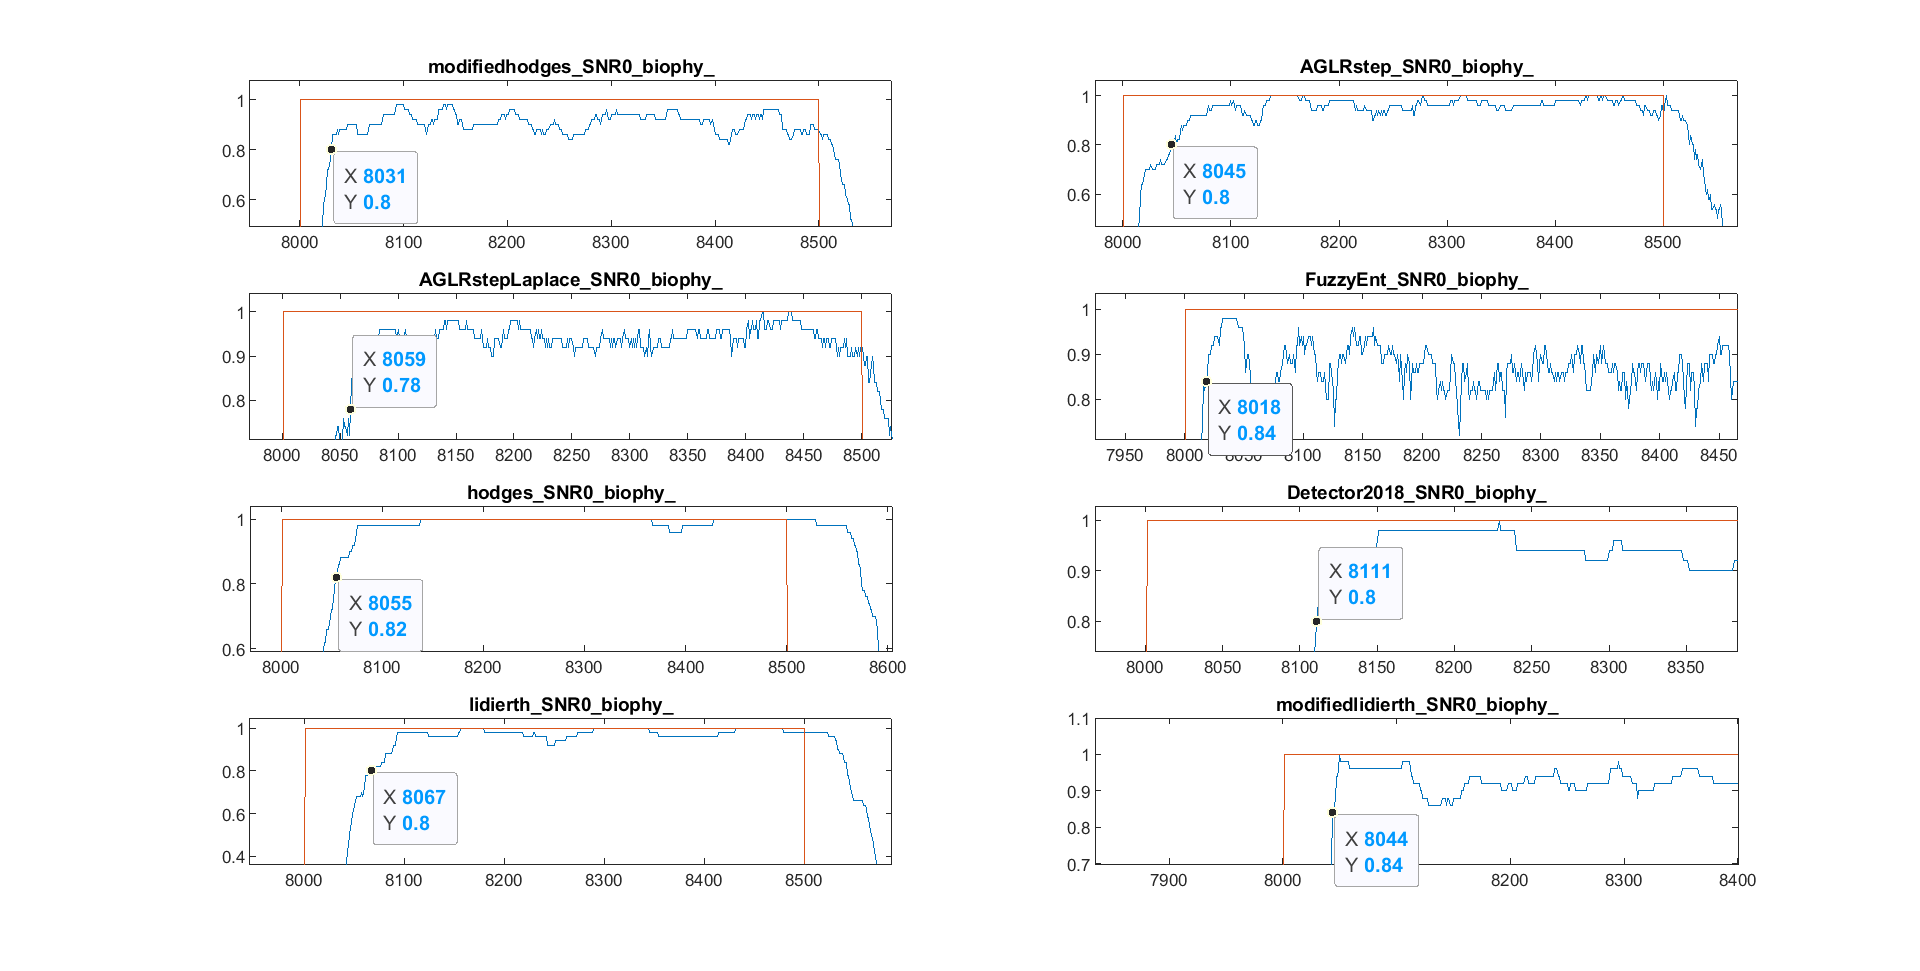 modifiedhodges_SNR0_biophy_
1
0.8
0.6
X 8031
Y 0.8
8000 8100 8200 8300 8400 8500
AGLRstep_SNR0_biophy_
1
0.8
0.6
X 8045
Y 0.8
8000 8100 8200 8300 8400 8500
AGLRstepLaplace_SNR0_biophy_
1
0.9
0.8
X 8059
Y 0.78
8000 8050 8100 8150 8200 8250 8300 8350 8400 8450 8500
FuzzyEnt_SNR0_biophy_
1
0.9
0.8
X 8018
Y 0.84
7950 8000 8050 8100 8150 8200 8250 8300 8350 8400 8450
hodges_SNR0_biophy_
1
0.8
0.6
X 8055
Y 0.82
8000 8100 8200 8300 8400 8500 8600
Detector2018_SNR0_biophy_
1
0.9
0.8
X 8111
Y 0.8
8000 8050 8100 8150 8200 8250 8300 8350
lidierth_SNR0_biophy_
1
0.8
0.6
0.4
X 8067
Y 0.8
8000 8100 8200 8300 8400 8500
modifiedlidierth_SNR0_biophy_
1.1
1
0.9
0.8
0.7
X 8044
Y 0.84
7900 8000 8200 8300 8400